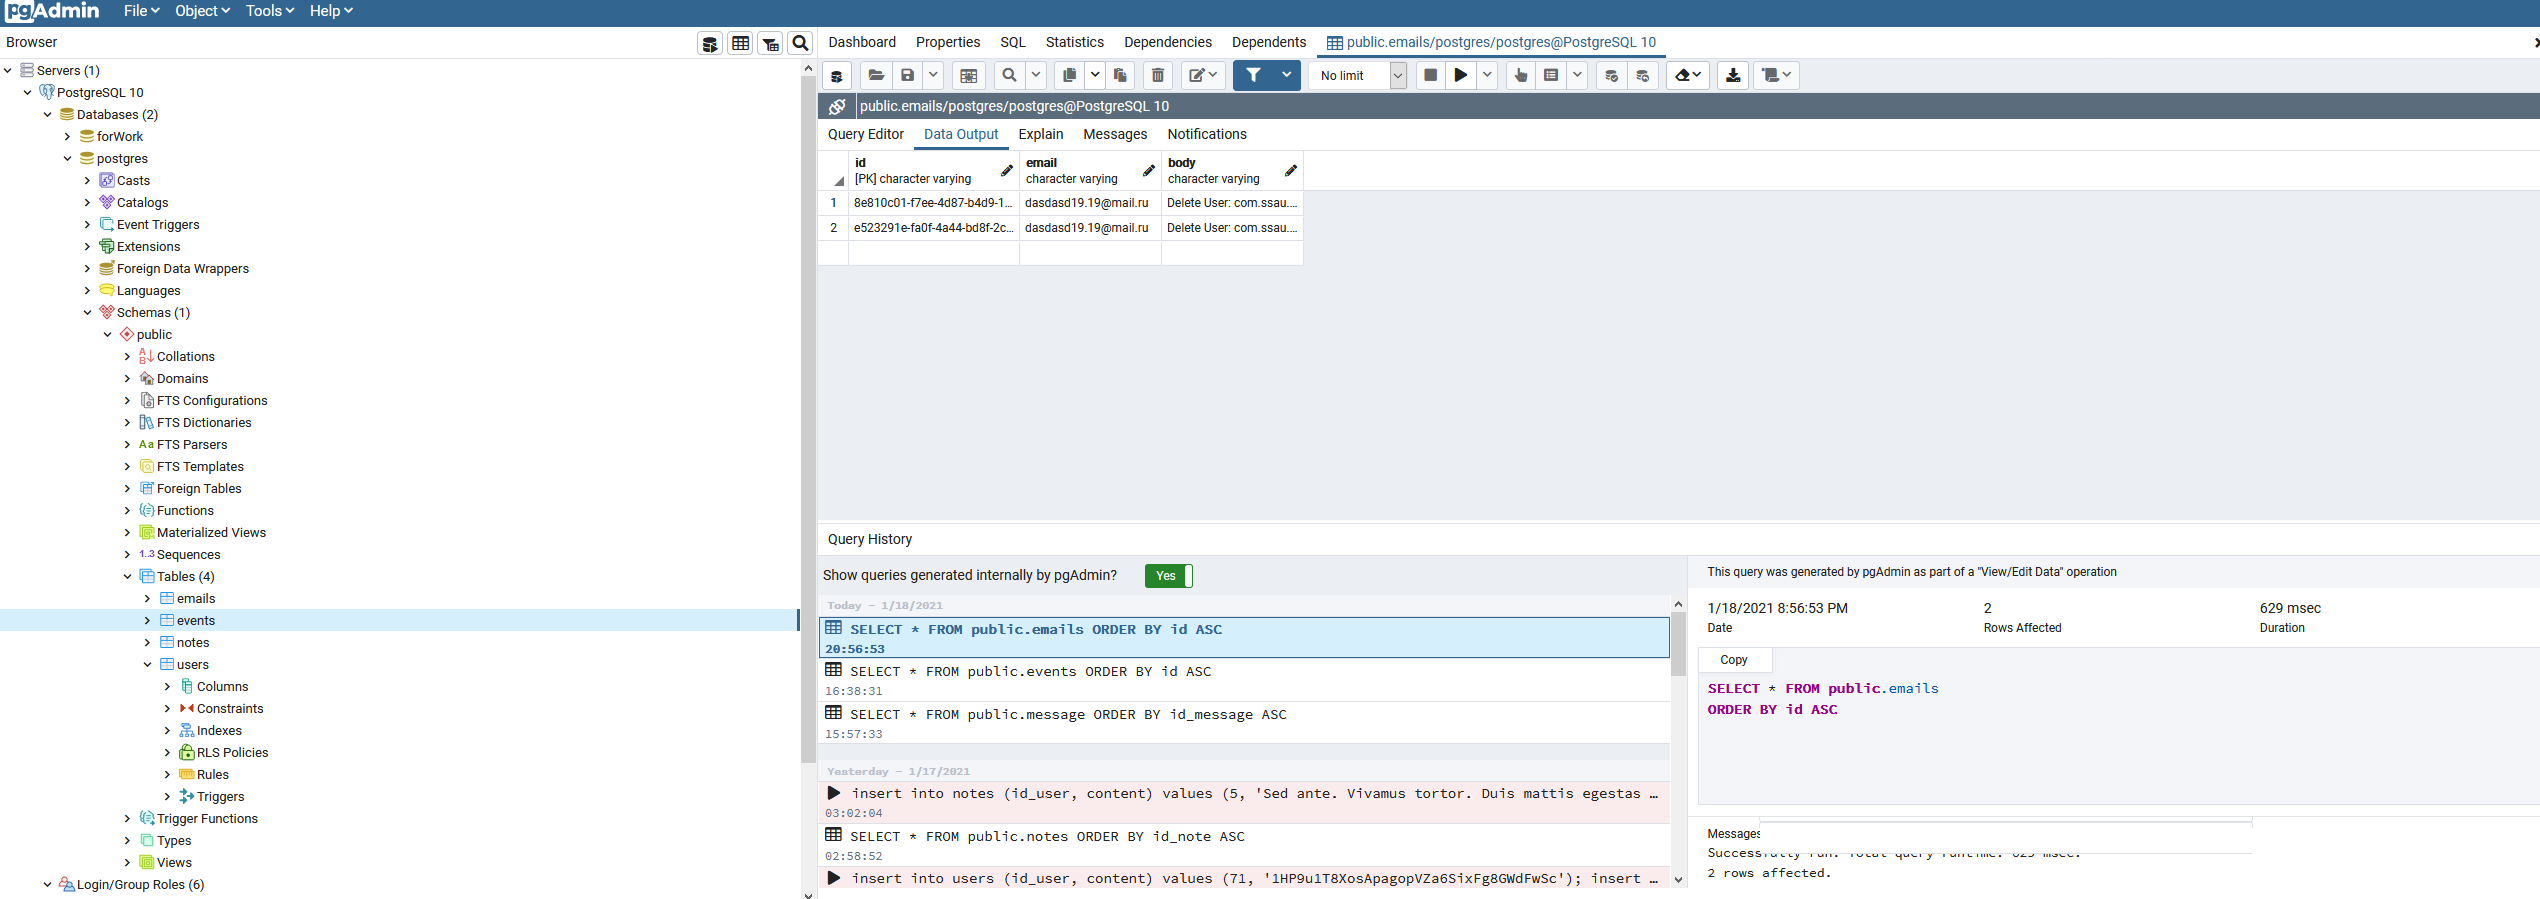 pgAdmin File Object Tools Help
Browser
Servers (1)
PostgreSQL 10
Databases (2)
forWork
postgres
Casts
Catalogs
Event Triggers
Extensions
Foreign Data Wrappers
Languages
Schemas (1)
public
Collations
Domains
FTS Configurations
FTS Dictionaries
Aa FTS Parsers
FTS Templates
Foreign Tables
Functions
Materialized Views
1..3 Sequences
Tables (4)
emails
events
notes
users
Columns
Constraints
Indexes
RLS Policies
Rules
Triggers
Trigger Functions
Types
Views
Login/Group Roles (6)
Dashboard Properties SQL Statistics Dependencies Dependents public.emails/postgres/postgres@PostgreSQL 10
No limit
public.emails/postgres/postgres@PostgreSQL 10
Query Editor Data Output Explain Messages Notifications
id email body
[PK] character varying character varying character varying
1 8e810c01-f7ee-4d87-b4d9-1... dasdasd19.19@mail.ru Delete User: com.ssau....
2 e523291e-fa0f-4a44-bd8f-2c... dasdasd19.19@mail.ru Delete User: com.ssau....
Query History
Show queries generated internally by pgAdmin? Yes
Today - 1/18/2021
SELECT * FROM public.emails ORDER BY id ASC
20:56:53
SELECT * FROM public.events ORDER BY id ASC
16:38:31
SELECT * FROM public.message ORDER BY id_message ASC
15:57:33
Yesterday - 1/17/2021
insert into notes (id_user, content) values (5, 'Sed ante. Vivamus tortor. Duis mattis egestas …
03:02:04
SELECT * FROM public.notes ORDER BY id_note ASC
02:58:52
insert into users (id_user, content) values (71, '1HP9u1T8XosApagopVZa6SixFg8GWdFwSc'); insert …
This query was generated by pgAdmin as part of a "View/Edit Data" operation
1/18/2021 8:56:53 PM 2 629 msec
Date Rows Affected Duration
Copy
SELECT * FROM public.emails
ORDER BY id ASC
Messages
Successfully run. Total query runtime: 629 msec.
2 rows affected.